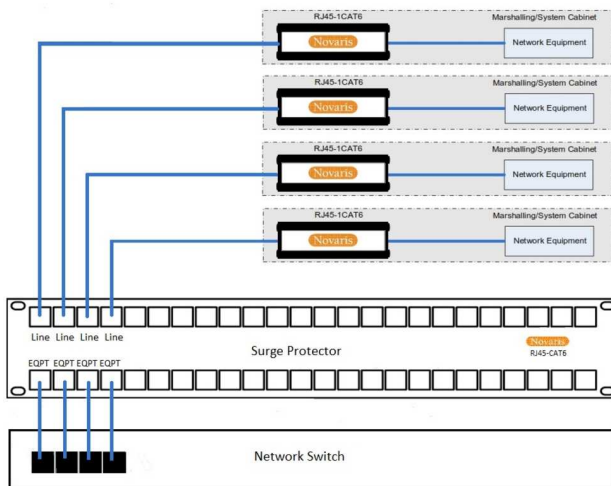 RJ45-1CAT6
Marshalling/System Cabinet
Novaris
Network Equipment
RJ45-1CAT6
Marshalling/System Cabinet
Novaris
Network Equipment
RJ45-1CAT6
Marshalling/System Cabinet
Novaris
Network Equipment
RJ45-1CAT6
Marshalling/System Cabinet
Novaris
Network Equipment
Line Line Line Line
Novaris
Surge Protector
RJ45-CAT6
EQPT EQPT EQPT EQPT
Network Switch